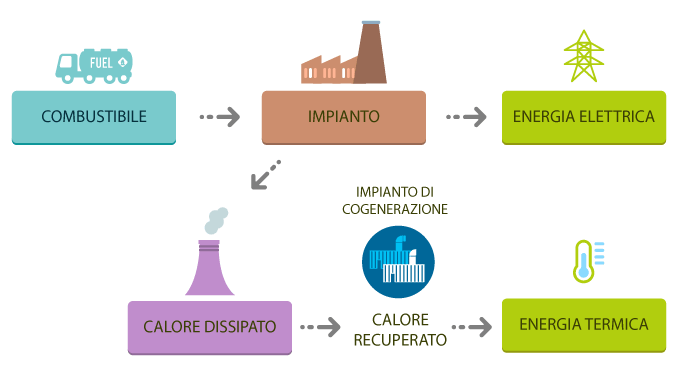 FUEL
COMBUSTIBILE
IMPIANTO
ENERGIA ELETTRICA
IMPIANTO DI
COGENERAZIONE
CALORE DISSIPATO
CALORE
RECUPERATO
ENERGIA TERMICA